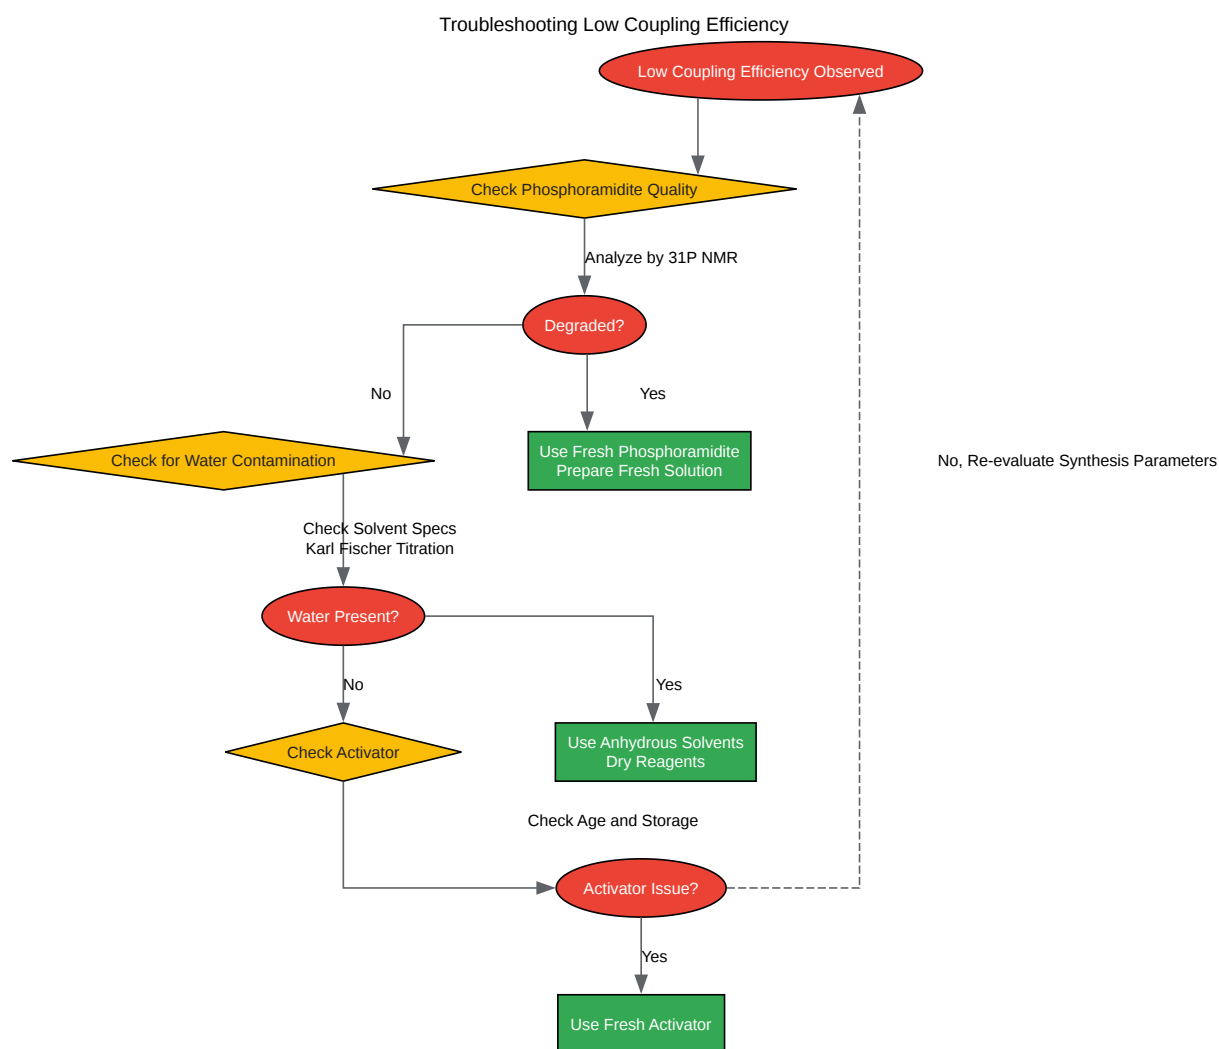 Troubleshooting Low Coupling Efficiency
Low Coupling Efficiency Observed
Check Phosphoramidite Quality
Analyze by 31P NMR
Degraded?
No
Yes
Use Fresh Phosphoramidite
Prepare Fresh Solution
Check for Water Contamination
No, Re-evaluate Synthesis Parameters
Check Solvent Specs
Karl Fischer Titration
Water Present?
No
Yes
Check Activator
Use Anhydrous Solvents
Dry Reagents
Check Age and Storage
Activator Issue?
Yes
Use Fresh Activator